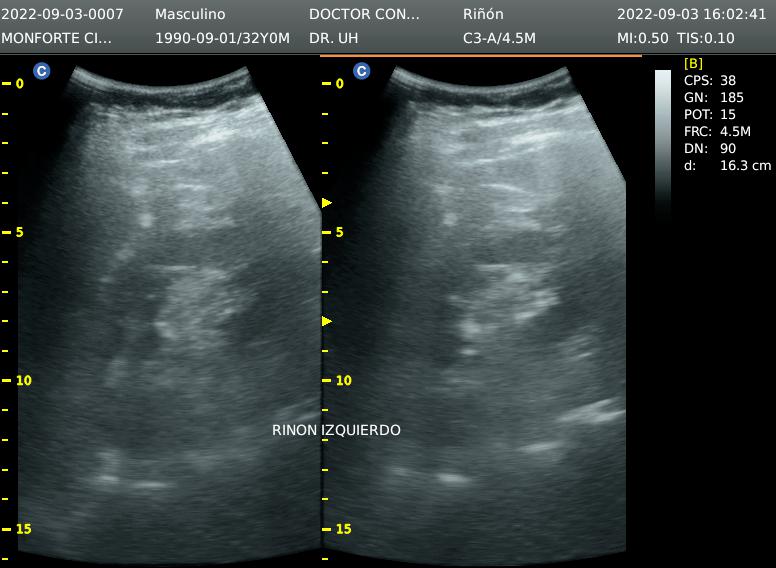 2022-09-03-0007 Masculino DOCTOR CON... Riñón 2022-09-03 16:02:41
MONFORTE CI... 1990-09-01/32Y0M DR. UH C3-A/4.5M MI:0.50 TIS:0.10
C
C
[B]
CPS: 38
GN: 185
POT: 15
FRC: 4.5M
DN: 90
d: 16.3 cm
0
5
10
15
0
5
10
15
RINON IZQUIERDO